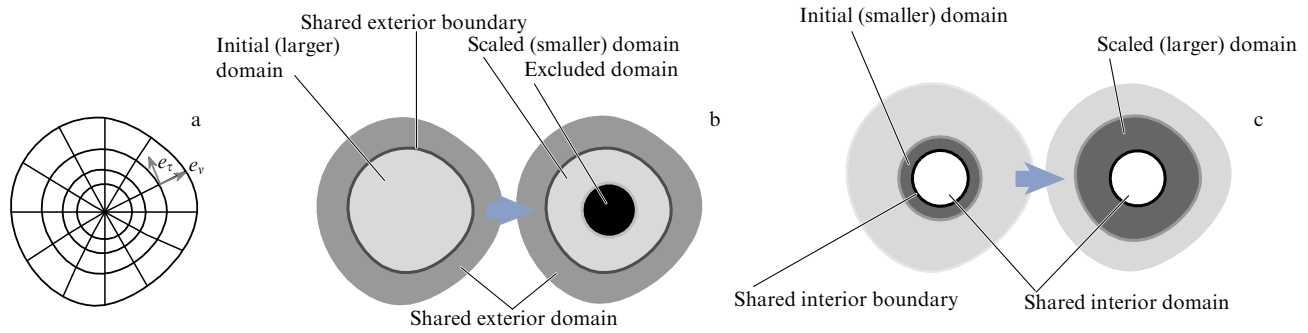 a
e_τ
e_ν
Shared exterior boundary
Initial (larger)
domain
Scaled (smaller) domain
Excluded domain
b
Shared exterior domain
Initial (smaller) domain
Scaled (larger) domain
c
Shared interior boundary
Shared interior domain